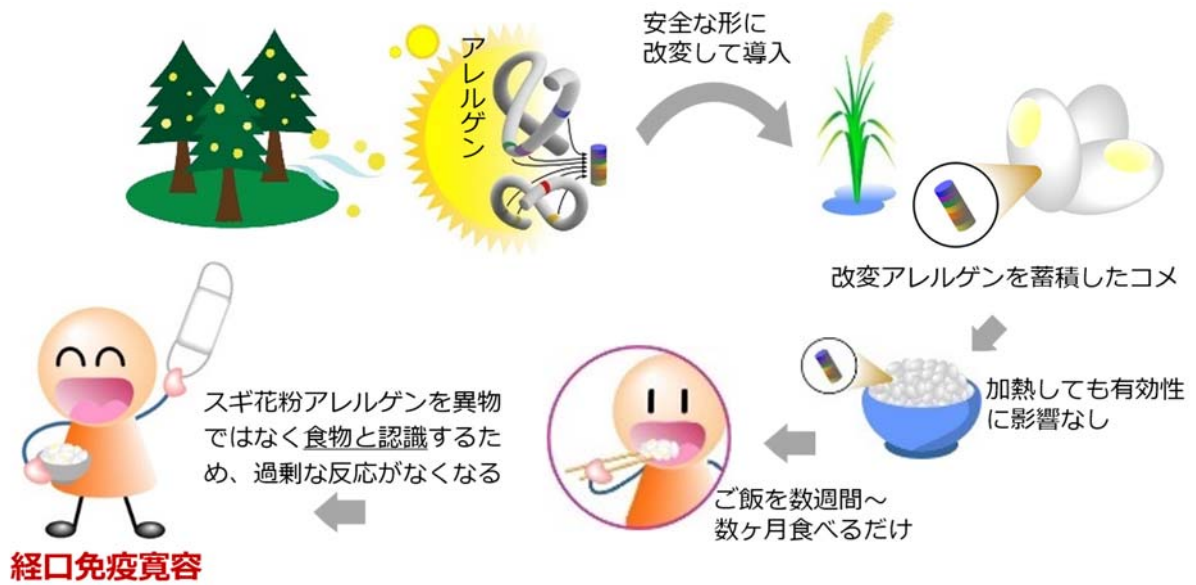 アレルゲン
安全な形に
改変して導入
改変アレルゲンを蓄積したコメ
加熱しても有効性
に影響なし
ご飯を数週間～
数ヶ月食べるだけ
スギ花粉アレルゲンを異物
ではなく食物と認識するた
め、過剰な反応がなくなる
経口免疫寛容